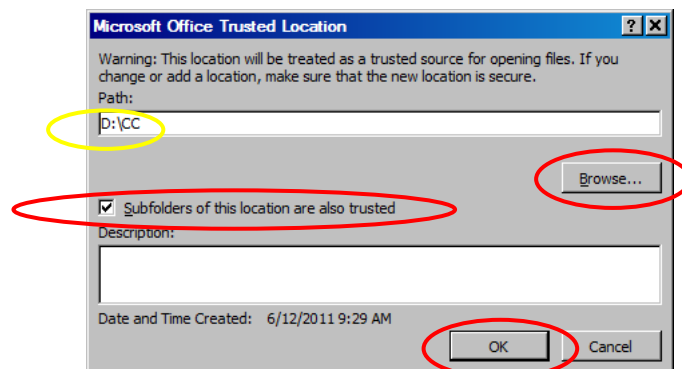 Microsoft Office Trusted Location
Warning: This location will be treated as a trusted source for opening files. If you
change or add a location, make sure that the new location is secure.
Path:
D:\CC
Browse...
Subfolders of this location are also trusted
Description:
Date and Time Created: 6/12/2011 9:29 AM
OK Cancel